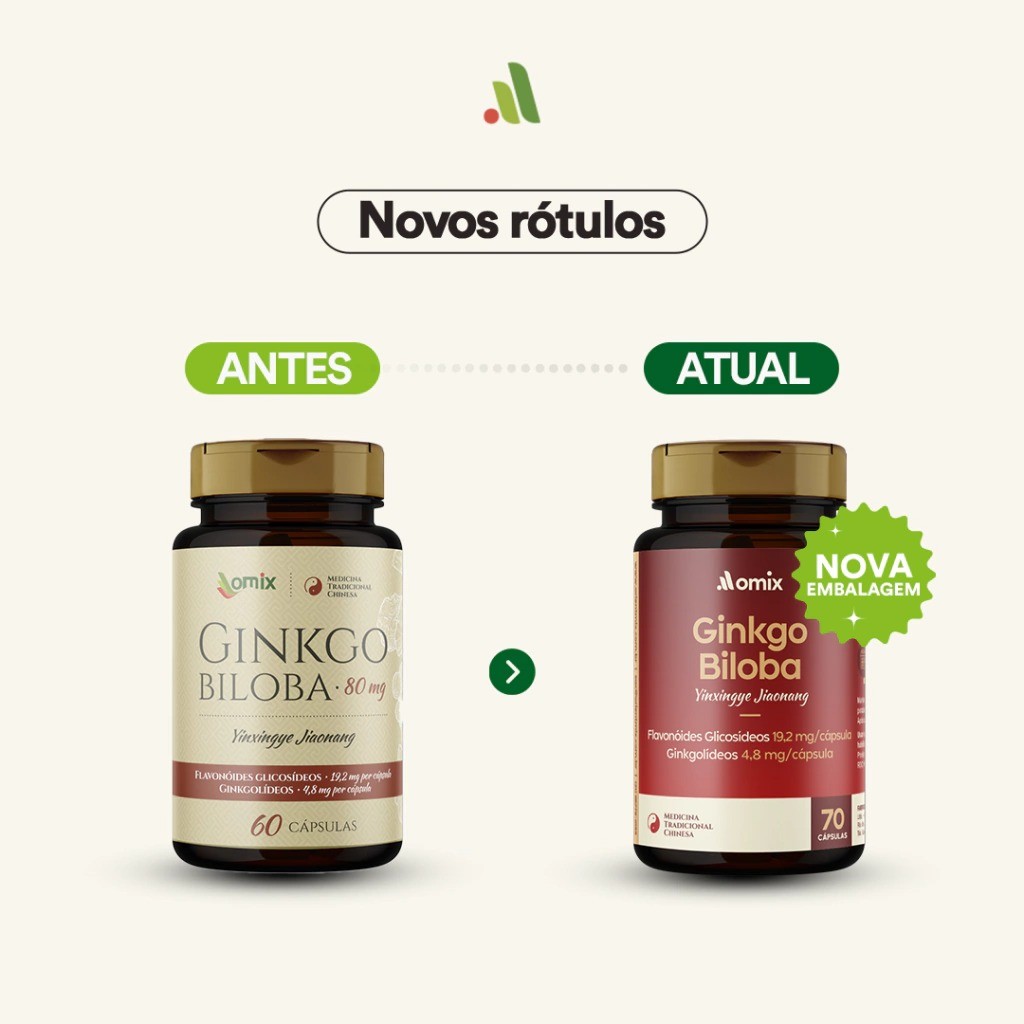 Novos rótulos
ANTES
ATUAL
omix
MEDICINA
TRADICIONAL
CHINESA
GINKGO
BILOBA · 80 mg
Yinxingye Jiaonang
FLAVONÓIDES GLICOSÍDEOS · 19,2 mg por cápsula
GINKGOLÍDEOS · 4,8 mg por cápsula
60 CÁPSULAS
NOVA
EMBALAGEM
omix
Ginkgo
Biloba
Yinxingye Jiaonang
Flavonóides Glicosídeos 19,2 mg/cápsula
Ginkgolídeos 4,8 mg/cápsula
MEDICINA
TRADICIONAL
CHINESA
70
CÁPSULAS